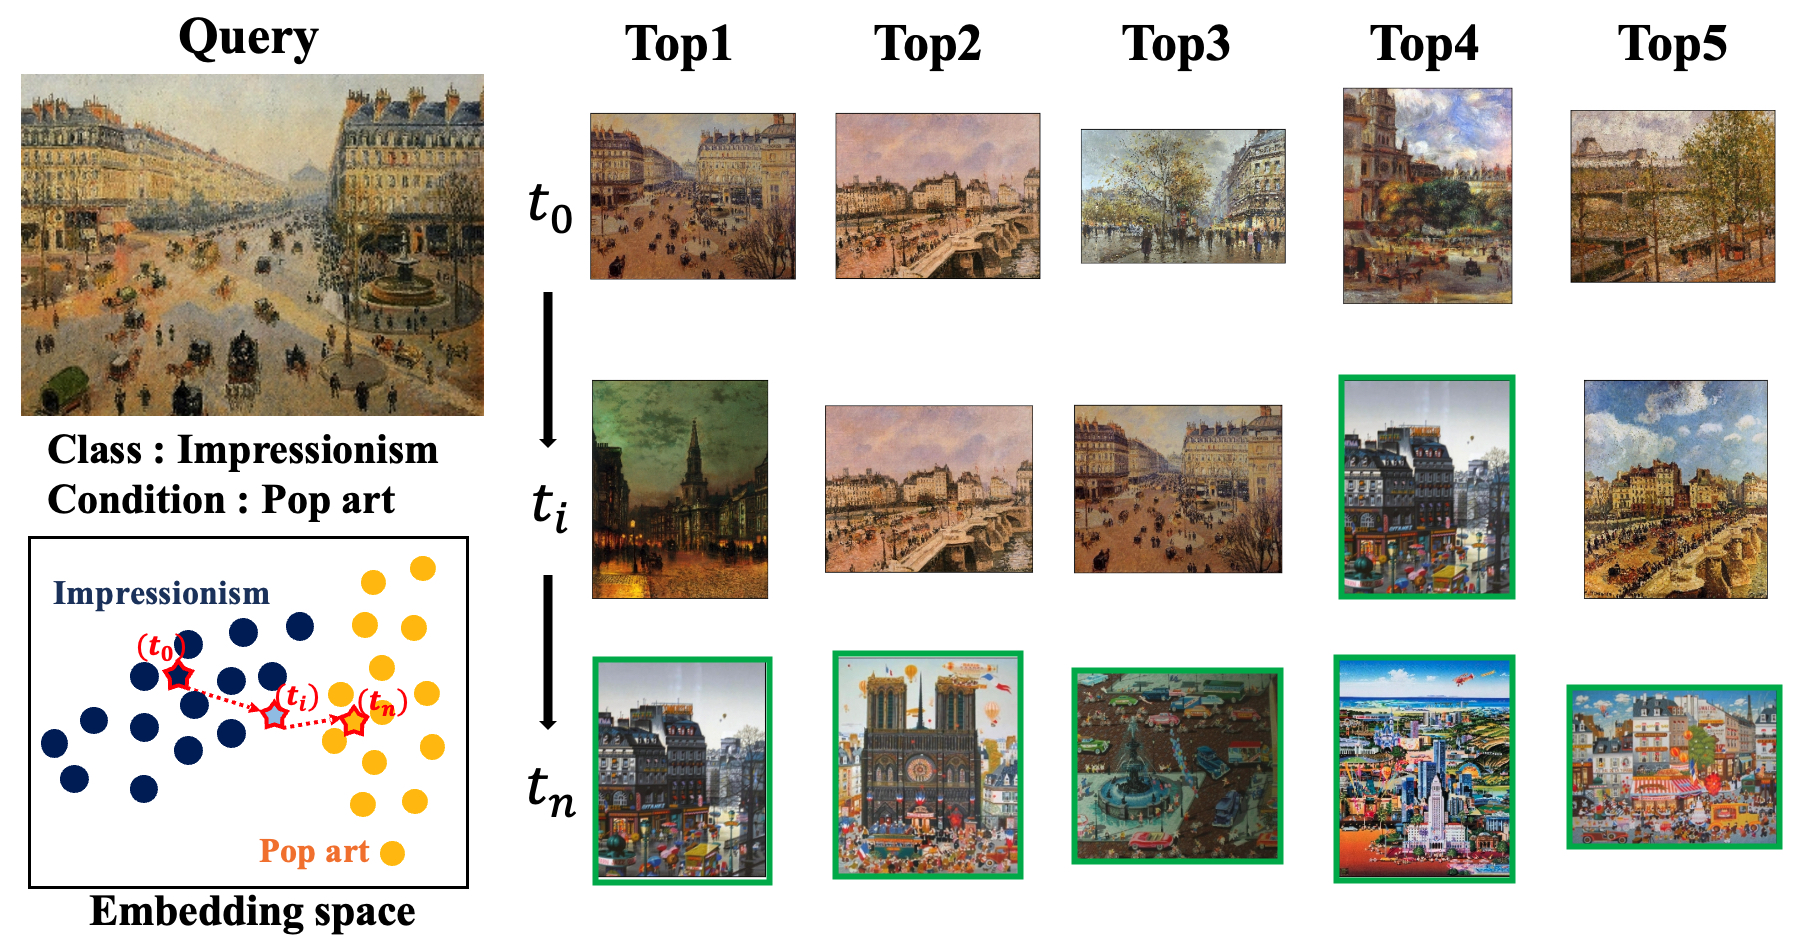 Query
Top1 Top2 Top3 Top4 Top5
t₀
tᵢ
tₙ
Class : Impressionism
Condition : Pop art
Impressionism
(t₀)
(tᵢ)
(tₙ)
Pop art
Embedding space